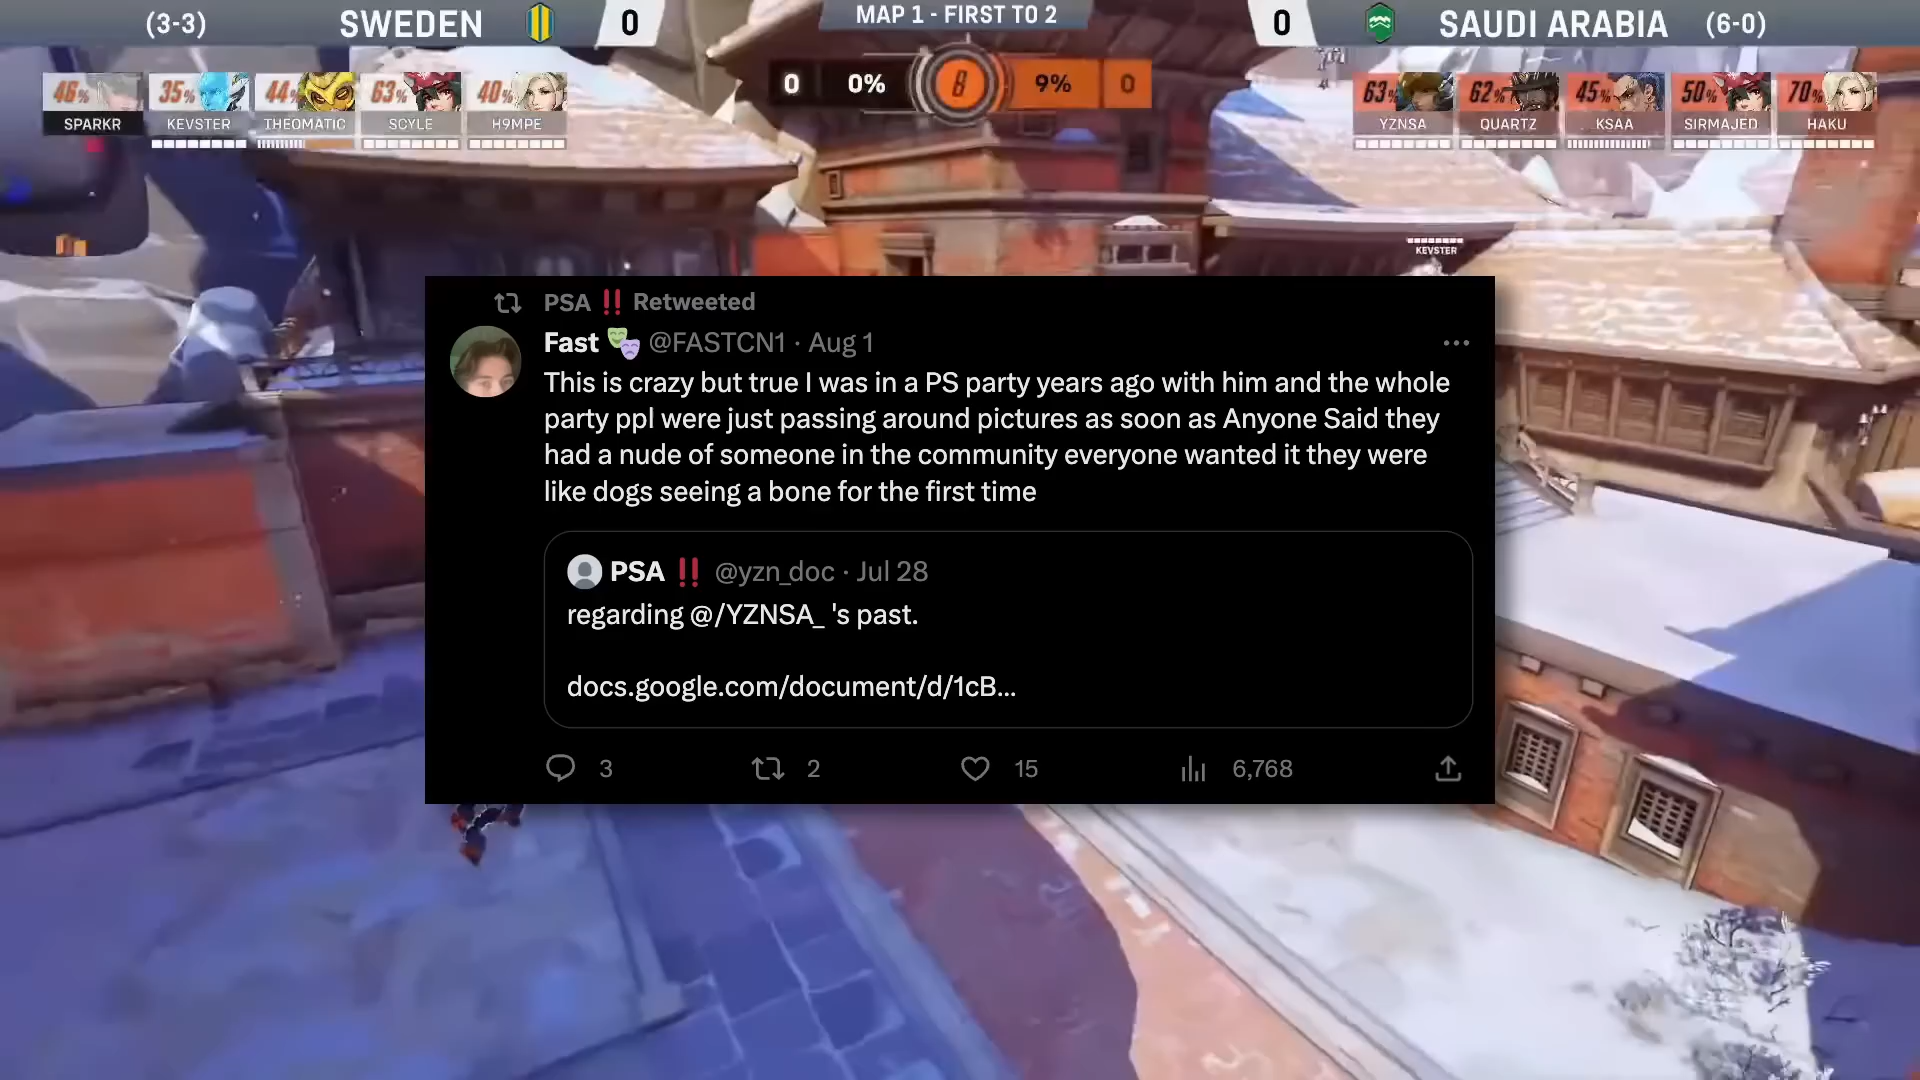 (3-3) SWEDEN 0 MAP 1 - FIRST TO 2 0 SAUDI ARABIA (6-0)
0 0% B 9% 0
46% 35% 44% 63% 40%
SPARKR KEVSTER THEOMATIC SCYLE H9MPE
63% 62% 45% 50% 70%
YZNSA QUARTZ KSAA SIRMAJED HAKU
KEVSTER
PSA ‼️ Retweeted
Fast 🎭 @FASTCN1 · Aug 1
This is crazy but true I was in a PS party years ago with him and the whole
party ppl were just passing around pictures as soon as Anyone Said they
had a nude of someone in the community everyone wanted it they were
like dogs seeing a bone for the first time
PSA ‼️ @yzn_doc · Jul 28
regarding @/YZNSA_ 's past.
docs.google.com/document/d/1cB...
3 2 15 6,768